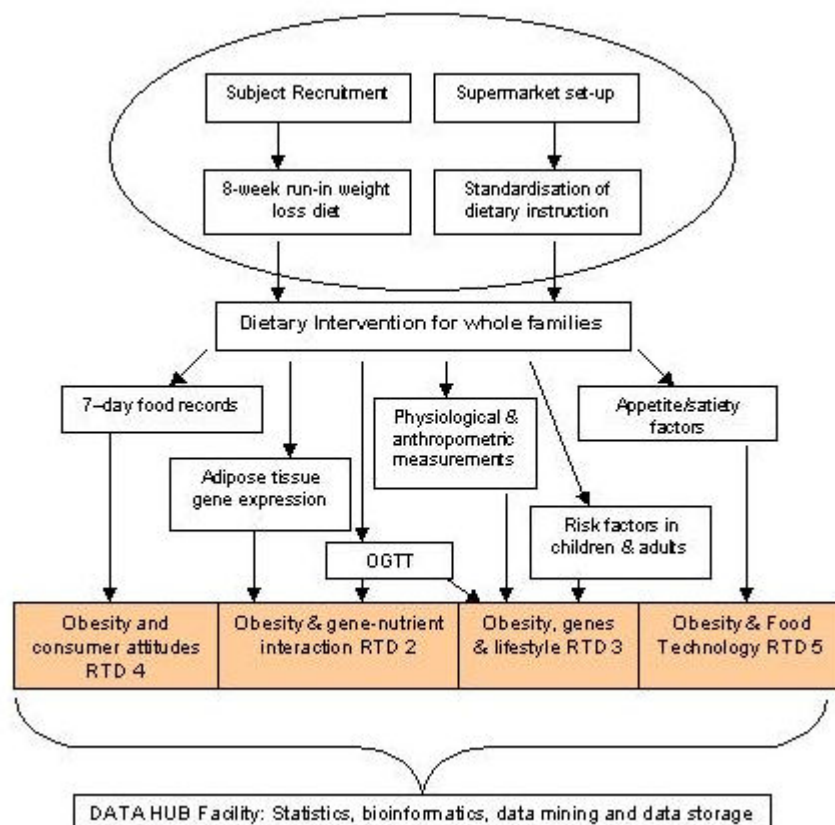 Subject Recruitment
Supermarket set-up
8-week run-in weight
loss diet
Standardisation of
dietary instruction
Dietary Intervention for whole families
7–day food records
Physiological &
anthropometric
measurements
Appetite/satiety
factors
Adipose tissue
gene expression
Risk factors in
children & adults
OGTT
Obesity and
consumer attitudes
RTD 4
Obesity & gene-nutrient
interaction RTD 2
Obesity, genes
& lifestyle RTD 3
Obesity & Food
Technology RTD 5
DATA HUB Facility: Statistics, bioinformatics, data mining and data storage